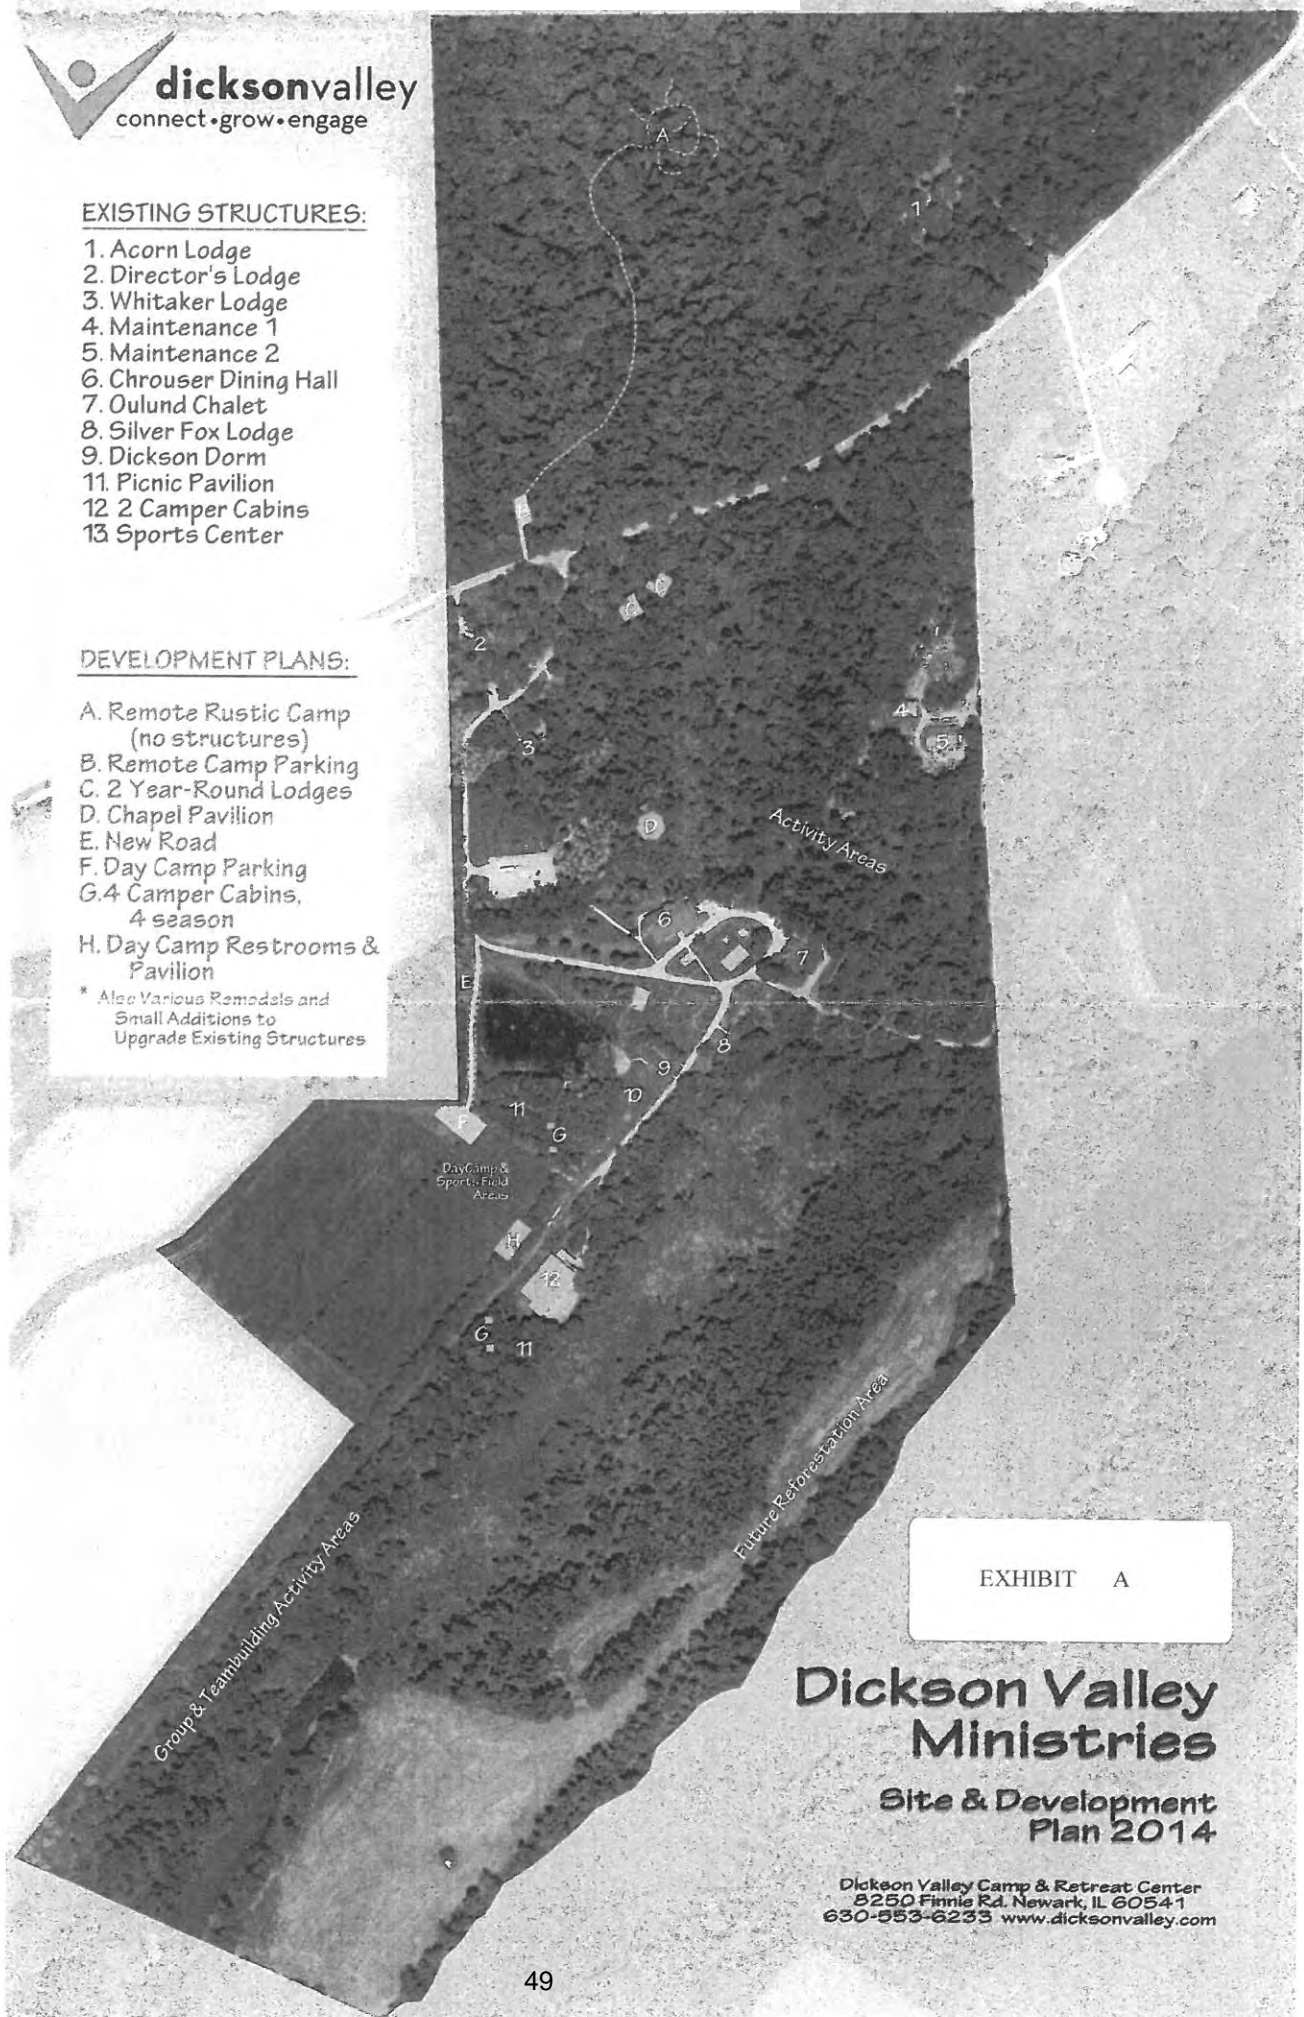 dicksonvalley
connect•grow•engage
EXISTING STRUCTURES:
1. Acorn Lodge
2. Director's Lodge
3. Whitaker Lodge
4. Maintenance 1
5. Maintenance 2
6. Chrouser Dining Hall
7. Oulund Chalet
8. Silver Fox Lodge
9. Dickson Dorm
11. Picnic Pavilion
12 2 Camper Cabins
13 Sports Center
DEVELOPMENT PLANS:
A. Remote Rustic Camp
(no structures)
B. Remote Camp Parking
C. 2 Year-Round Lodges
D. Chapel Pavilion
E. New Road
F. Day Camp Parking
G.4 Camper Cabins,
4 season
H. Day Camp Restrooms &
Pavilion
* Also Various Remodels and
Small Additions to
Upgrade Existing Structures
A
1
C
C
2
3
4
5
D
Activity Areas
6
7
E
8
9
10
11
F
G
DayCamp &
Sports Field
Areas
H
12
G
11
Future Reforestation Area
Group & Teambuilding Activity Areas
EXHIBIT A
Dickson Valley
Ministries
Site & Development
Plan 2014
Dickson Valley Camp & Retreat Center
8250 Finnie Rd. Newark, IL 60541
630-553-6233 www.dicksonvalley.com
49